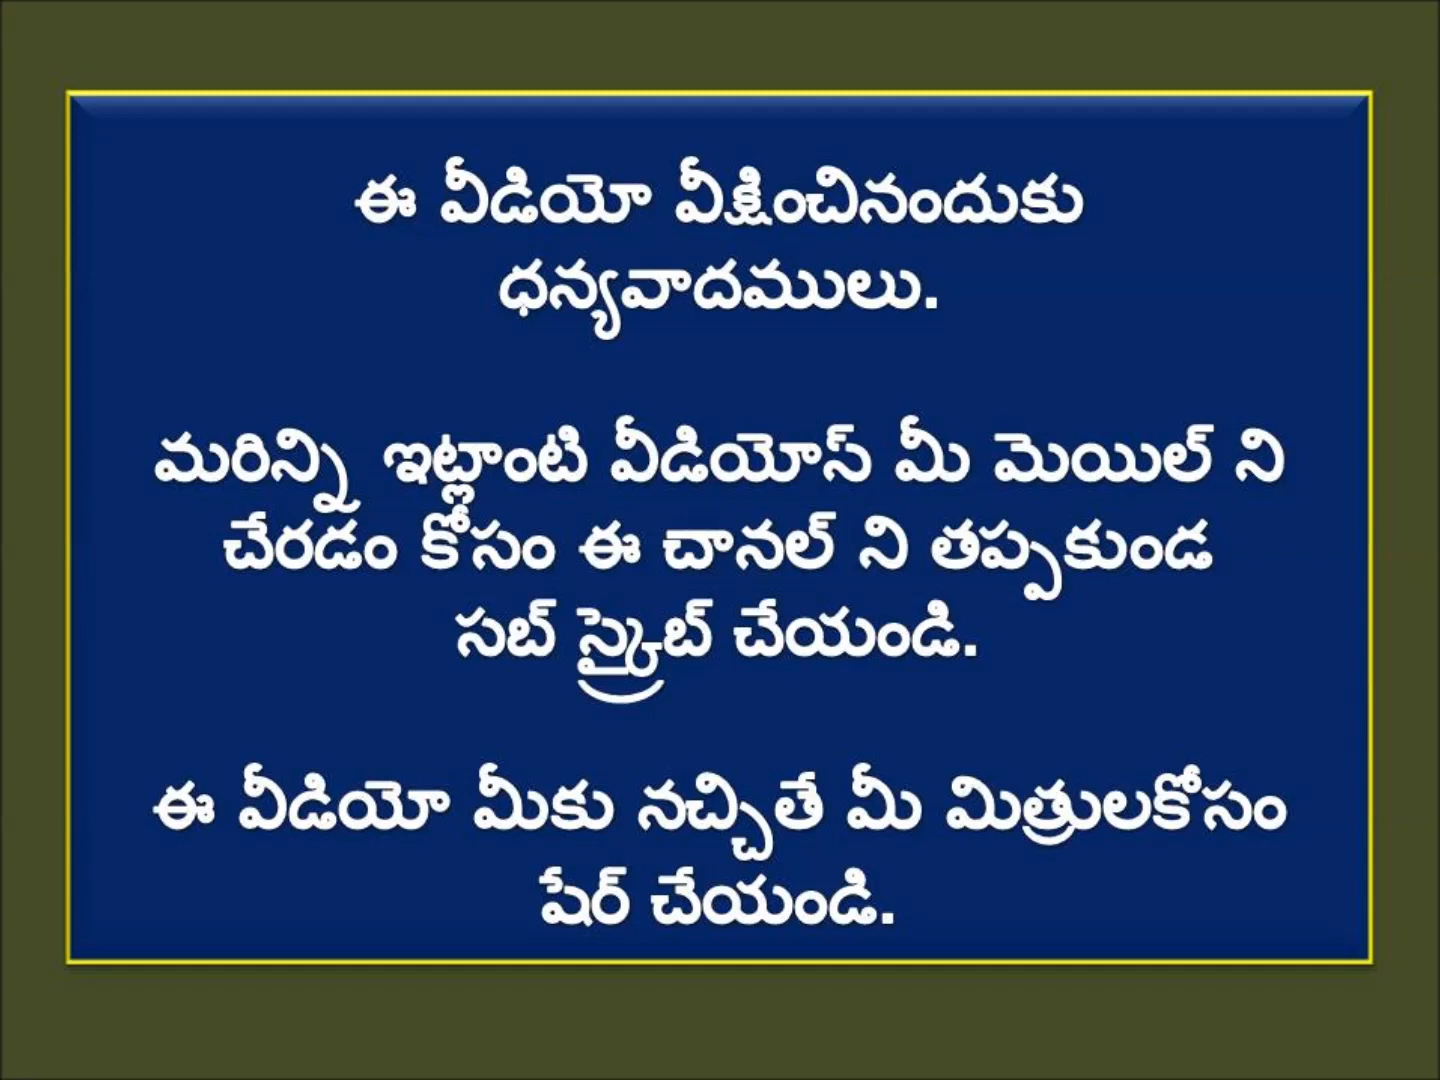 ఈ వీడియో వీక్షించినందుకు
ధన్యవాదములు.
మరిన్ని ఇట్లాంటి వీడియోస్ మీ మెయిల్ ని
చేరడం కోసం ఈ చానల్ ని తప్పకుండ
సబ్ స్క్రైబ్ చేయండి.
ఈ వీడియో మీకు నచ్చితే మీ మిత్రులకోసం
షేర్ చేయండి.